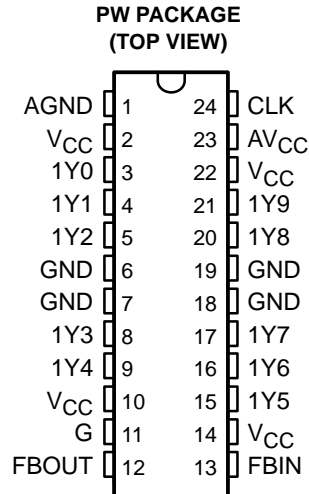 PW PACKAGE
(TOP VIEW)
AGND 1 24 CLK
VCC 2 23 AVCC
1Y0 3 22 VCC
1Y1 4 21 1Y9
1Y2 5 20 1Y8
GND 6 19 GND
GND 7 18 GND
1Y3 8 17 1Y7
1Y4 9 16 1Y6
VCC 10 15 1Y5
G 11 14 VCC
FBOUT 12 13 FBIN